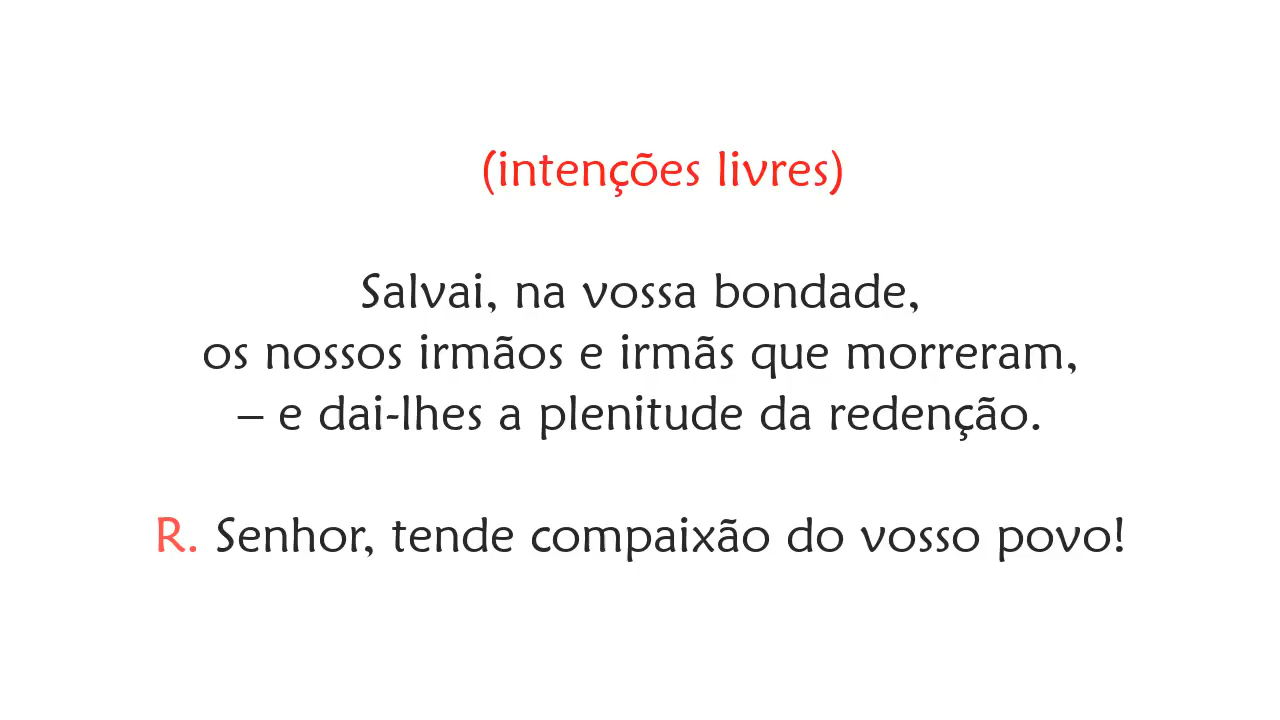 (intenções livres)
Salvai, na vossa bondade,
os nossos irmãos e irmãs que morreram,
– e dai-lhes a plenitude da redenção.
R. Senhor, tende compaixão do vosso povo!